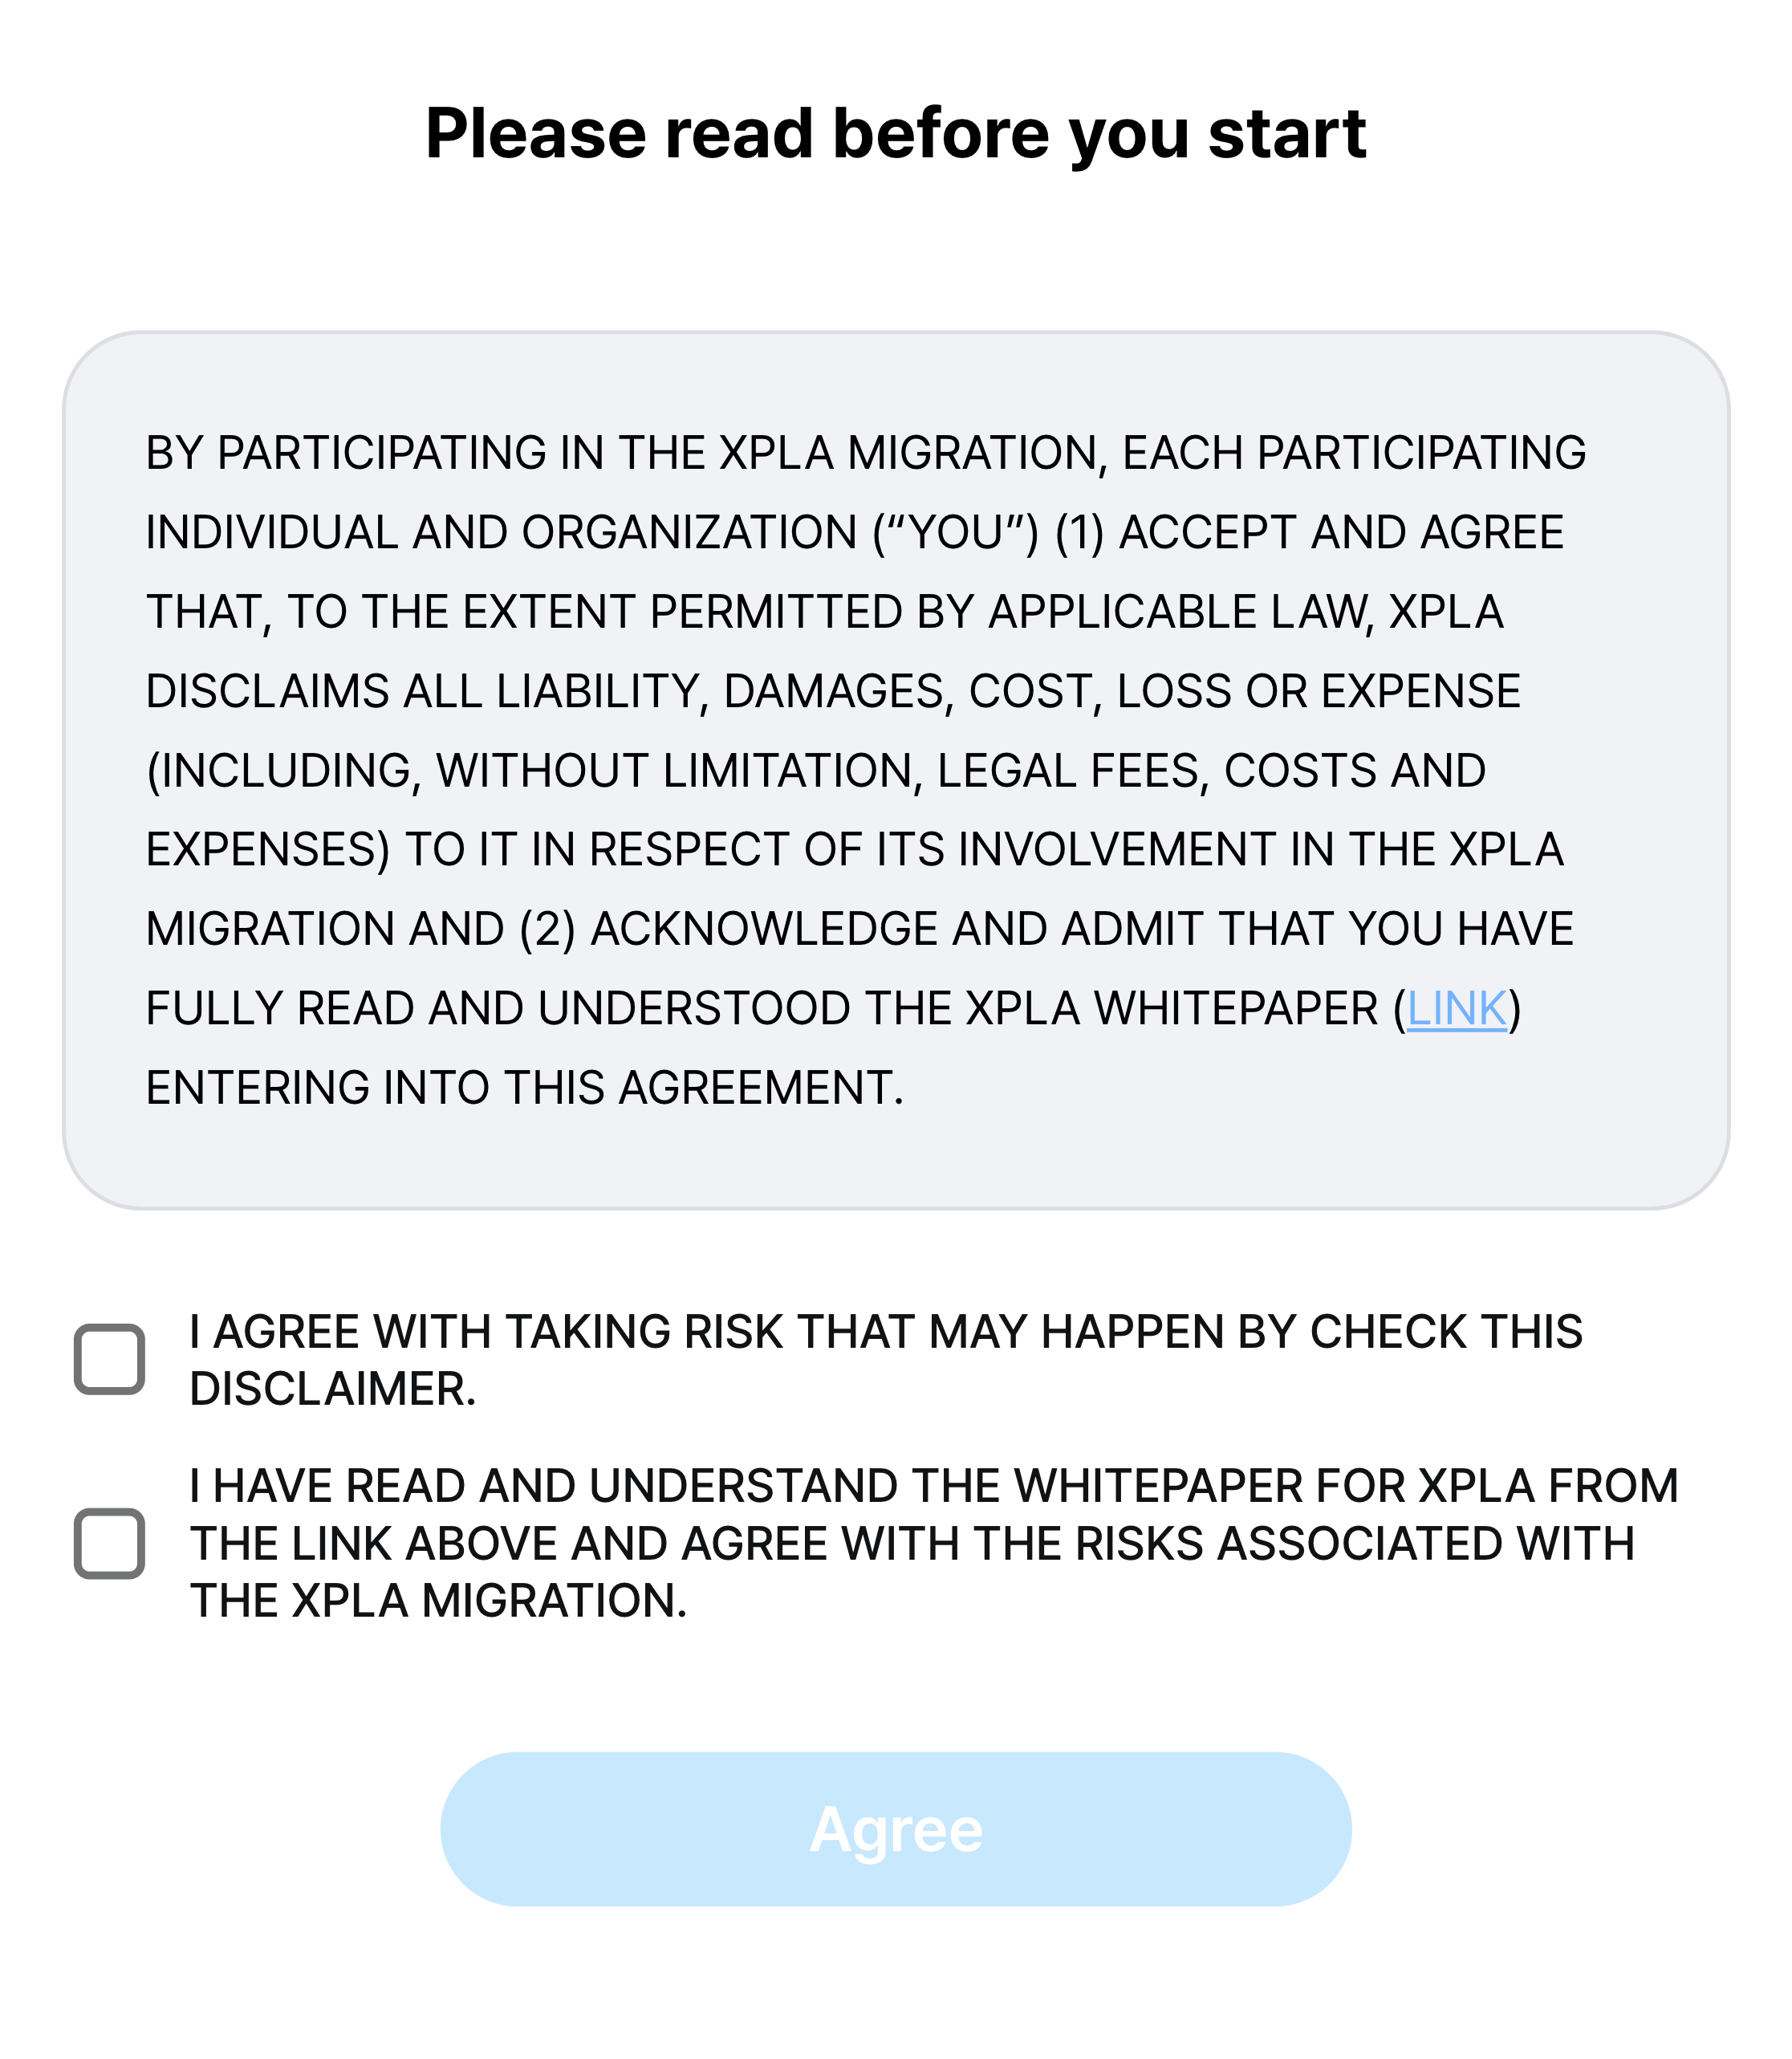 Please read before you start
BY PARTICIPATING IN THE XPLA MIGRATION, EACH PARTICIPATING
INDIVIDUAL AND ORGANIZATION (“YOU”) (1) ACCEPT AND AGREE
THAT, TO THE EXTENT PERMITTED BY APPLICABLE LAW, XPLA
DISCLAIMS ALL LIABILITY, DAMAGES, COST, LOSS OR EXPENSE
(INCLUDING, WITHOUT LIMITATION, LEGAL FEES, COSTS AND
EXPENSES) TO IT IN RESPECT OF ITS INVOLVEMENT IN THE XPLA
MIGRATION AND (2) ACKNOWLEDGE AND ADMIT THAT YOU HAVE
FULLY READ AND UNDERSTOOD THE XPLA WHITEPAPER (LINK)
ENTERING INTO THIS AGREEMENT.
I AGREE WITH TAKING RISK THAT MAY HAPPEN BY CHECK THIS
DISCLAIMER.
I HAVE READ AND UNDERSTAND THE WHITEPAPER FOR XPLA FROM
THE LINK ABOVE AND AGREE WITH THE RISKS ASSOCIATED WITH
THE XPLA MIGRATION.
Agree